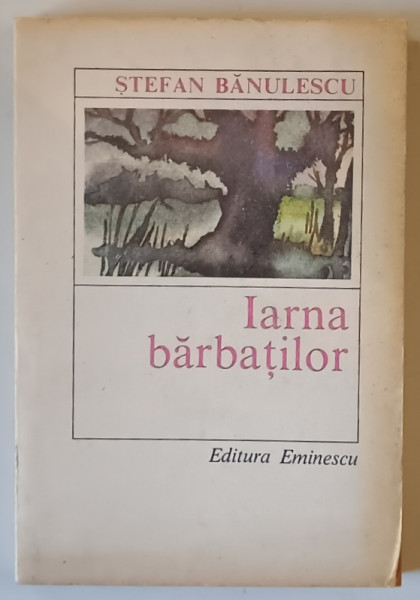 ȘTEFAN BĂNULESCU
Iarna
bărbaților
Editura Eminescu